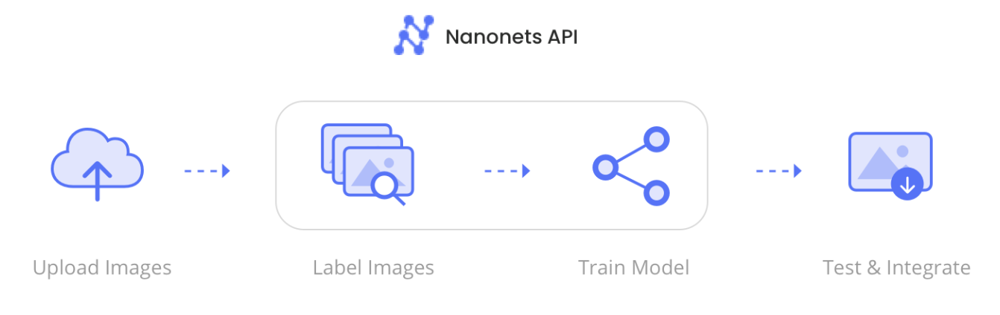 Nanonets API
Upload Images
Label Images
Train Model
Test & Integrate